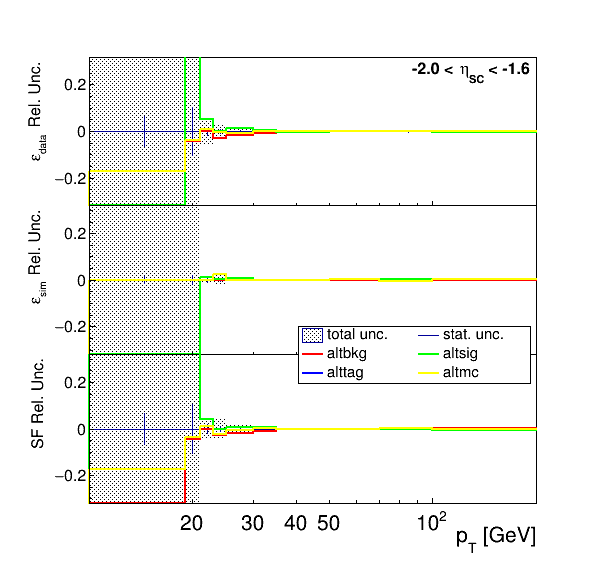 -2.0 < η_SC < -1.6
ε_data Rel. Unc.
0.2
0
−0.2
ε_sim Rel. Unc.
0.2
0
−0.2
total unc. stat. unc.
altbkg altsig
alttag altmc
SF Rel. Unc.
0.2
0
−0.2
20 30 40 50 10²
p_T [GeV]